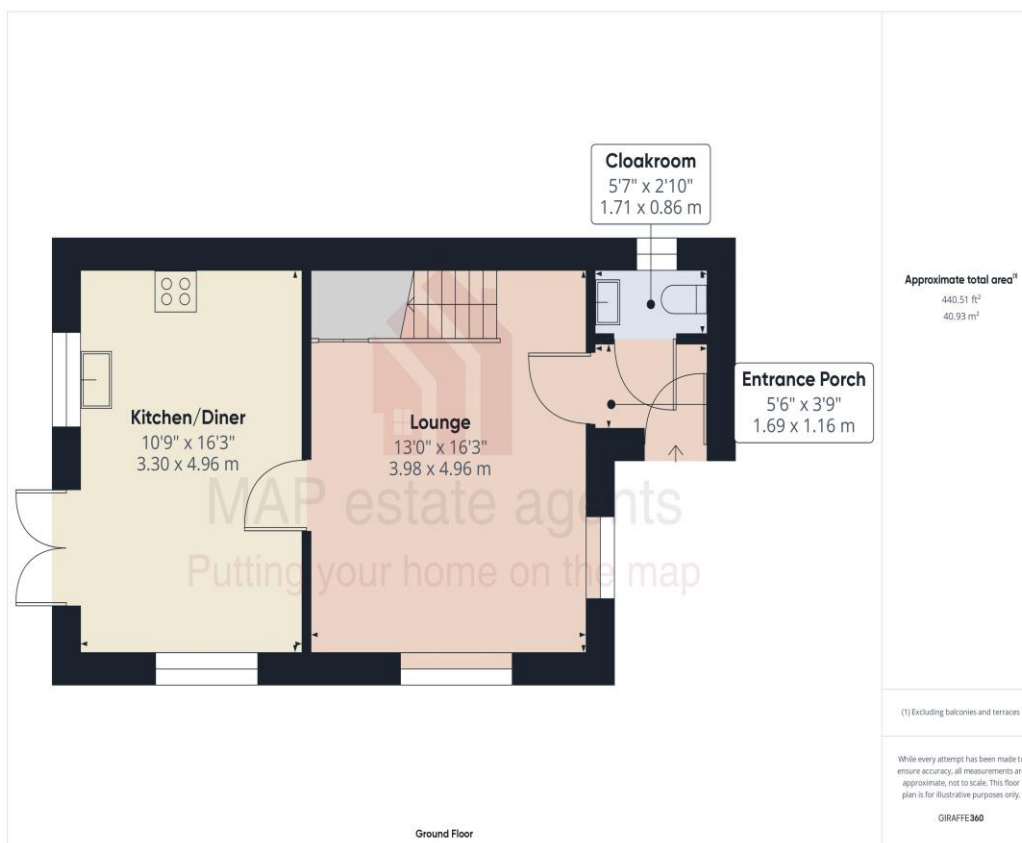 Cloakroom
5'7" x 2'10"
1.71 x 0.86 m
Approximate total area(1)
440.51 ft²
40.93 m²
Entrance Porch
5'6" x 3'9"
1.69 x 1.16 m
Kitchen/Diner
10'9" x 16'3"
3.30 x 4.96 m
Lounge
13'0" x 16'3"
3.98 x 4.96 m
MAP estate agents
Putting your home on the map
(1) Excluding balconies and terraces
While every attempt has been made to
ensure accuracy, all measurements are
approximate, not to scale. This floor
plan is for illustrative purposes only.
GIRAFFE360
Ground Floor